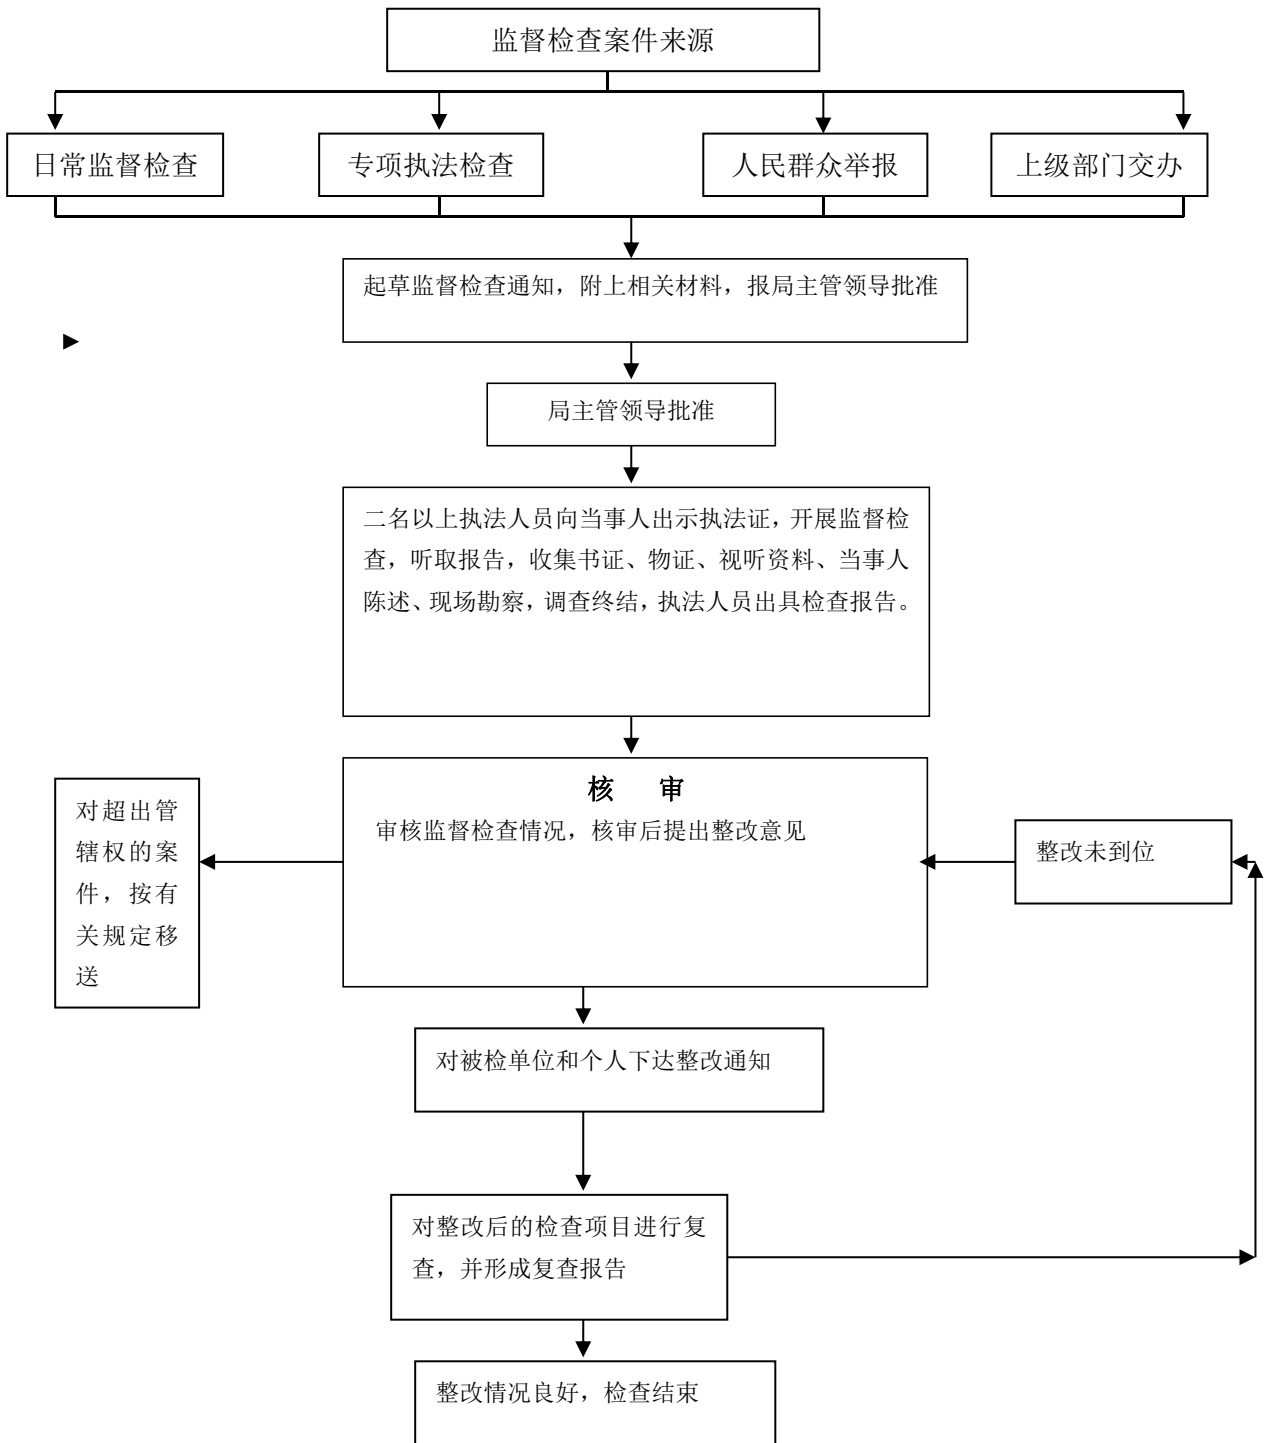 监督检查案件来源
日常监督检查
专项执法检查
人民群众举报
上级部门交办
起草监督检查通知，附上相关材料，报局主管领导批准
局主管领导批准
二名以上执法人员向当事人出示执法证，开展监督检
查，听取报告，收集书证、物证、视听资料、当事人
陈述、现场勘察，调查终结，执法人员出具检查报告。
核 审
审核监督检查情况，核审后提出整改意见
对超出管
辖权的案
件，按有
关规定移
送
整改未到位
对被检单位和个人下达整改通知
对整改后的检查项目进行复
查，并形成复查报告
整改情况良好，检查结束